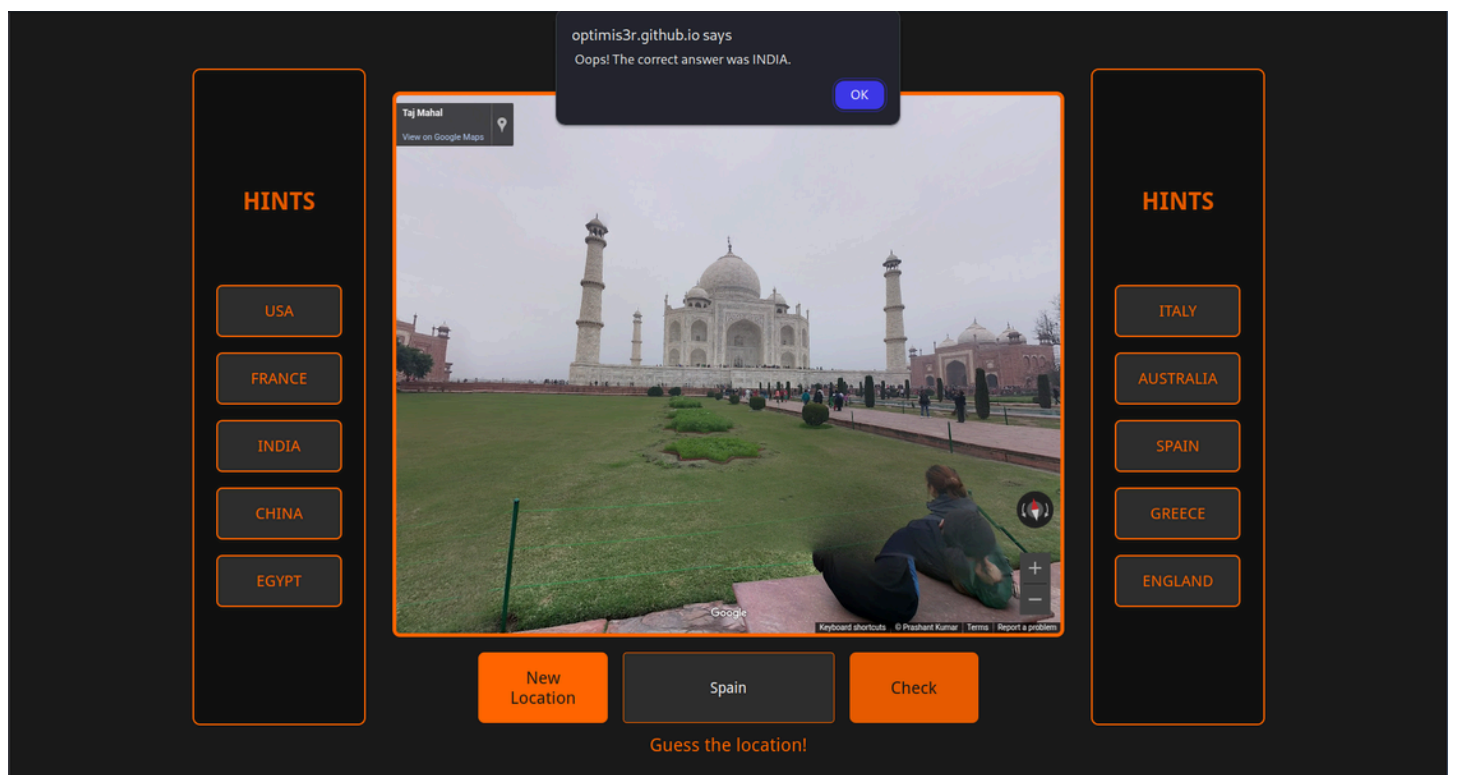 optimis3r.github.io says
Oops! The correct answer was INDIA.
OK
Taj Mahal
View on Google Maps
HINTS
USA
FRANCE
INDIA
CHINA
EGYPT
Google
Keyboard shortcuts © Prashant Kumar Terms Report a problem
HINTS
ITALY
AUSTRALIA
SPAIN
GREECE
ENGLAND
New
Location
Spain
Check
Guess the location!